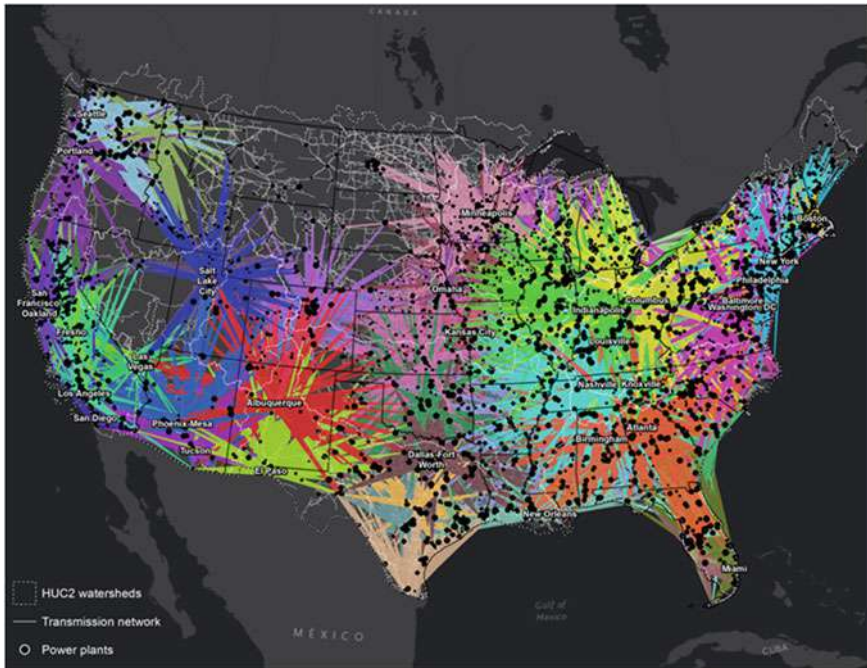 CANADA
Seattle
Portland
Minneapolis
Boston
Salt
Lake
City
Omaha
New York
Philadelphia
San
Francisco
Oakland
Indianapolis
Columbus
Baltimore
Washington DC
Fresno
Kansas City
Louisville
Las
Vegas
Nashville
Knoxville
Los Angeles
Albuquerque
San Diego
Phoenix-Mesa
Atlanta
Birmingham
Tucson
Dallas-Fort
Worth
El Paso
New Orleans
Miami
HUC2 watersheds
Transmission network
Power plants
Gulf of
Mexico
MÉXICO
CUBA